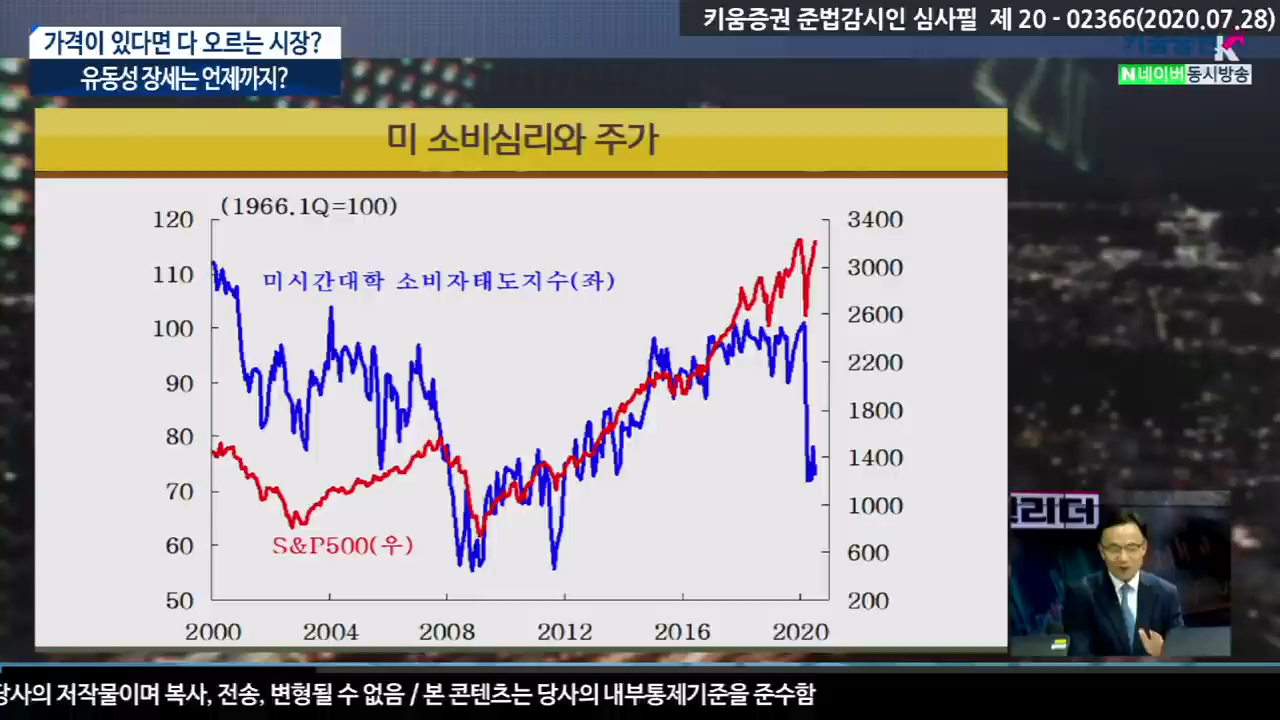 키움증권 준법감시인 심사필 제 20 - 02366(2020.07.28)
가격이 있다면 다 오르는 시장?
유동성 장세는 언제까지?
키움증권
N네이버동시방송
미 소비심리와 주가
(1966.1Q=100)
120
110
100
90
80
70
60
50
3400
3000
2600
2200
1800
1400
1000
600
200
미시간대학 소비자태도지수(좌)
S&P500(우)
2000 2004 2008 2012 2016 2020
리더
당사의 저작물이며 복사, 전송, 변형될 수 없음 / 본 콘텐츠는 당사의 내부통제기준을 준수함